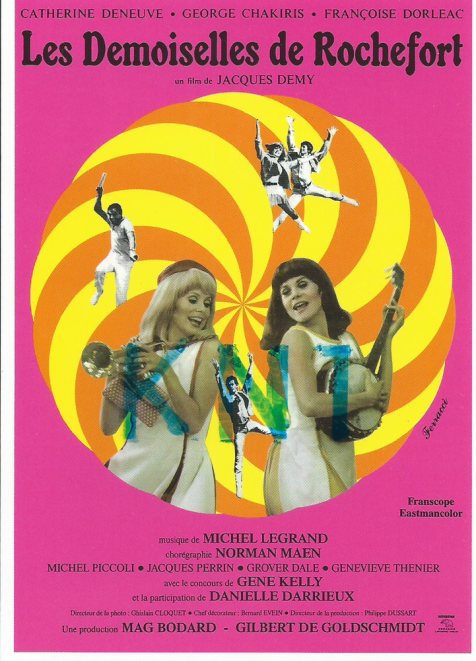 CATHERINE DENEUVE • GEORGE CHAKIRIS • FRANÇOISE DORLEAC
Les Demoiselles de Rochefort
un film de JACQUES DEMY
KNI
Ferracci
Franscope
Eastmancolor
musique de MICHEL LEGRAND
chorégraphie NORMAN MAEN
MICHEL PICCOLI • JACQUES PERRIN • GROVER DALE • GENEVIEVE THENIER
avec le concours de GENE KELLY
et la participation de DANIELLE DARRIEUX
Directeur de la photo : Ghislain CLOQUET • Chef décorateur : Bernard EVEIN • Directeur de la production : Philippe DUSSART
Une production MAG BODARD - GILBERT DE GOLDSCHMIDT